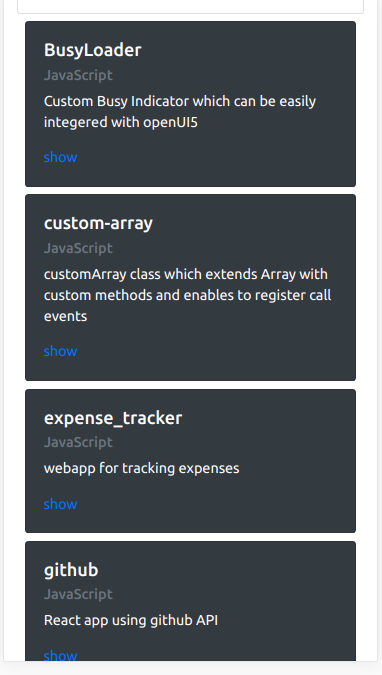 BusyLoader
JavaScript
Custom Busy Indicator which can be easily
integered with openUI5
show
custom-array
JavaScript
customArray class which extends Array with
custom methods and enables to register call
events
show
expense_tracker
JavaScript
webapp for tracking expenses
show
github
JavaScript
React app using github API
show